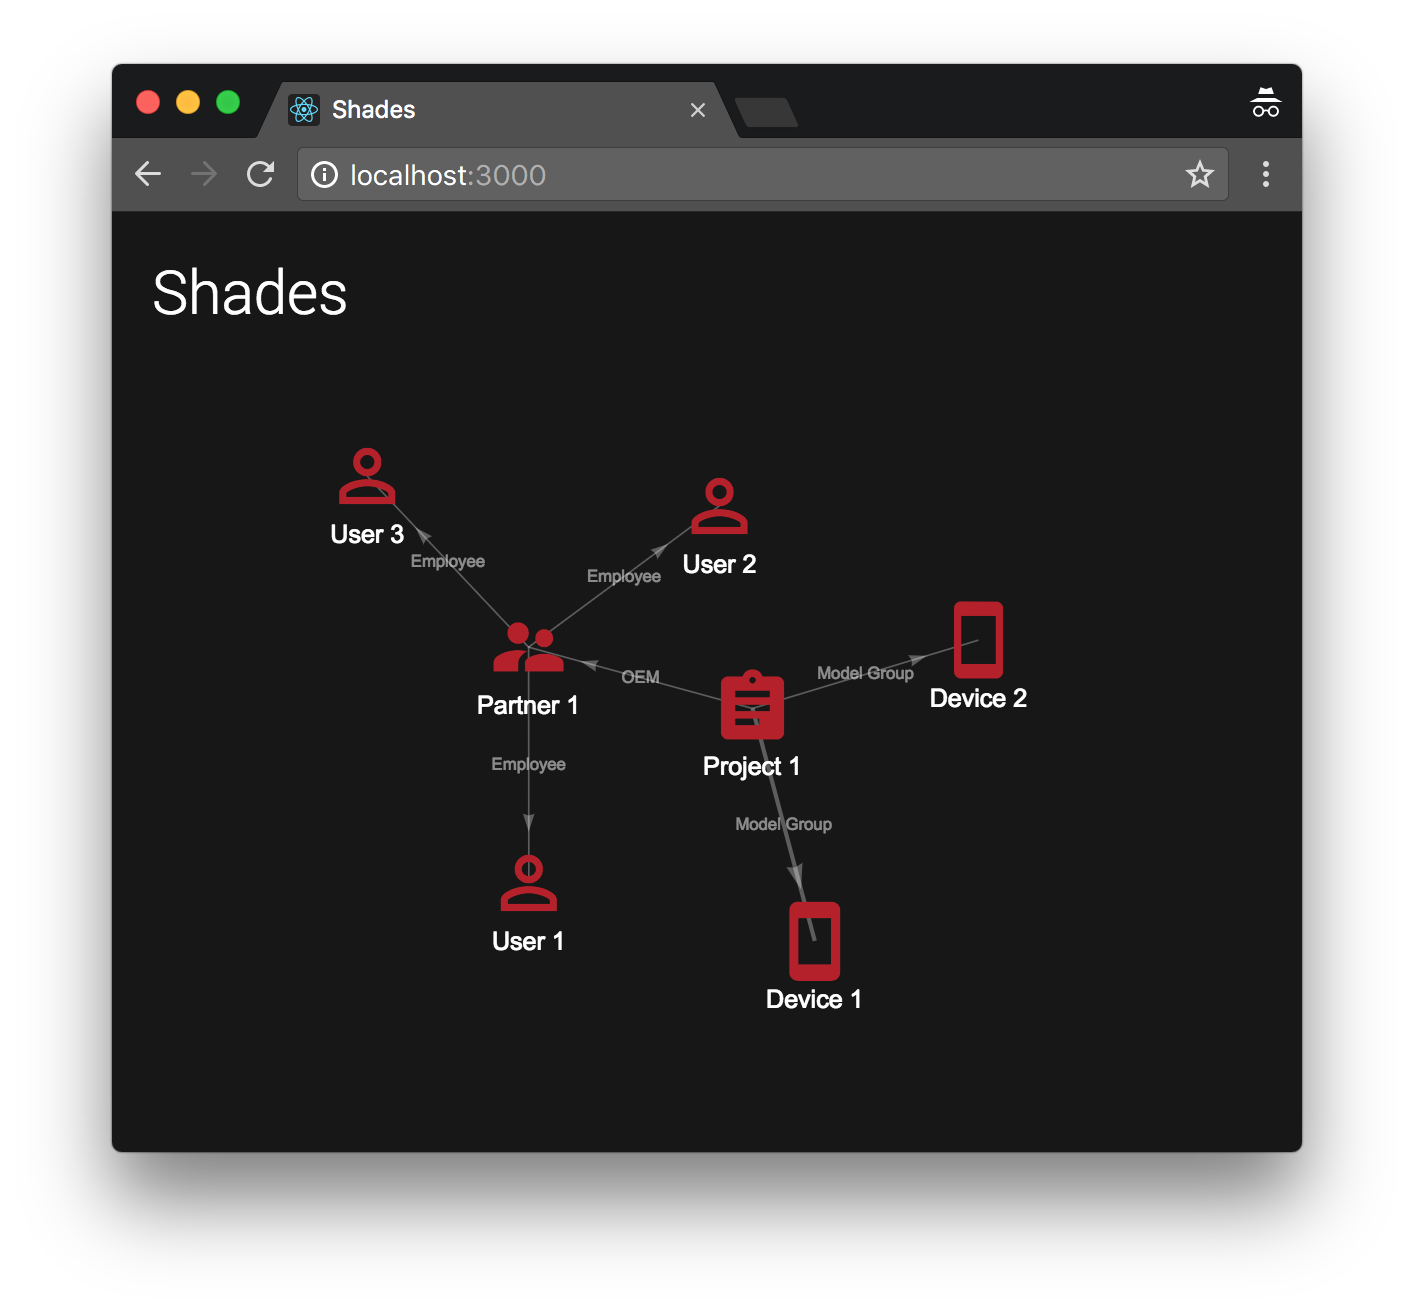 Shades
localhost:3000
Shades
User 3
Employee
User 2
Employee
Partner 1
OEM
Model Group
Device 2
Project 1
Employee
Model Group
User 1
Device 1